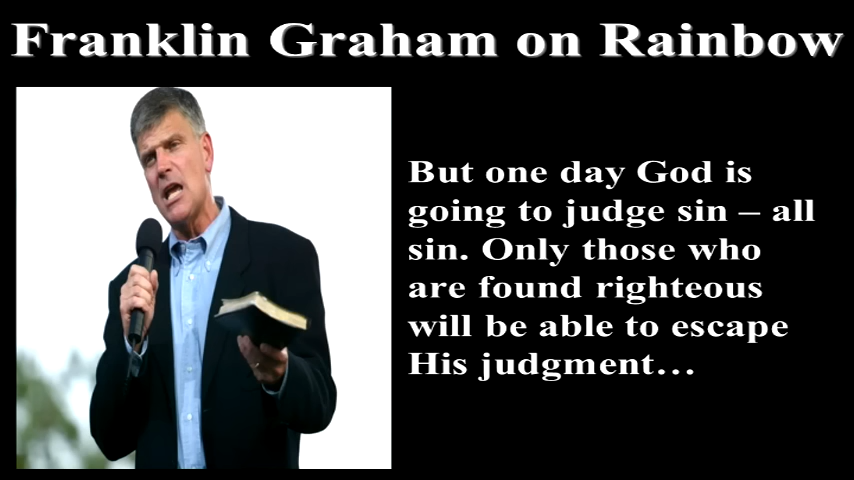 Franklin Graham on Rainbow
But one day God is
going to judge sin – all
sin. Only those who
are found righteous
will be able to escape
His judgment…